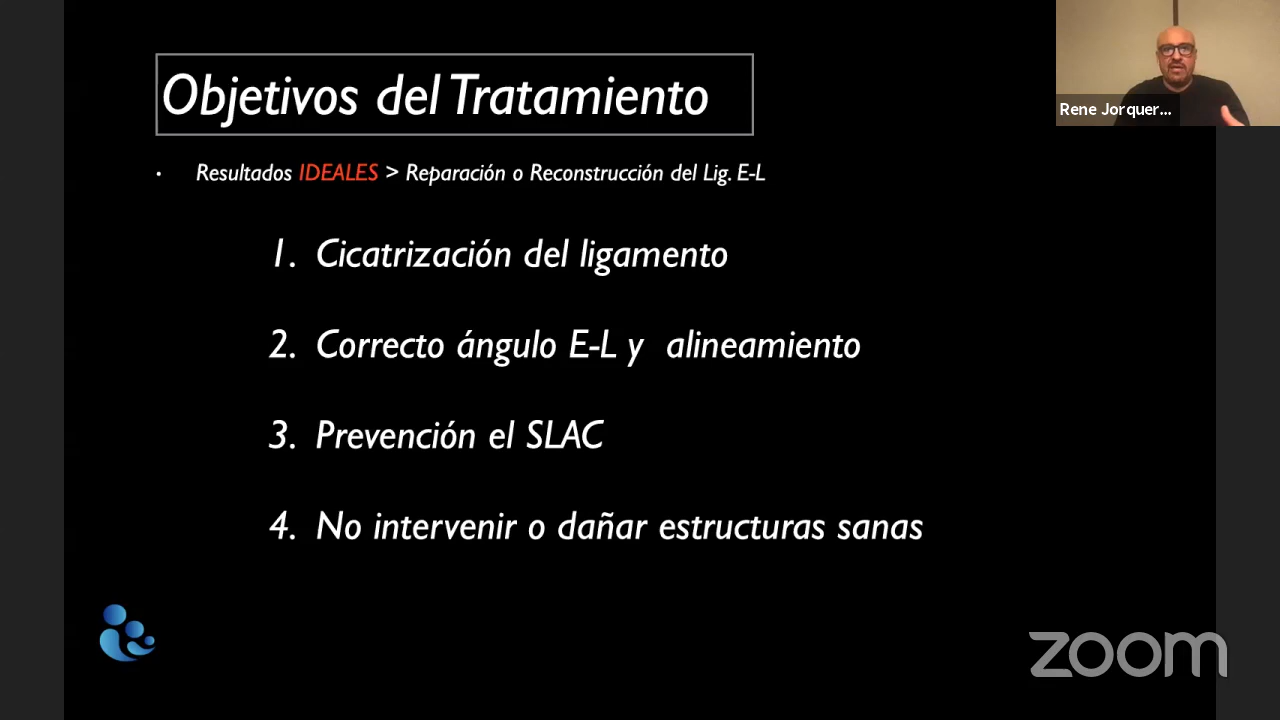 Objetivos del Tratamiento
Rene Jorquer...
• Resultados IDEALES > Reparación o Reconstrucción del Lig. E-L
1. Cicatrización del ligamento
2. Correcto ángulo E-L y alineamiento
3. Prevención el SLAC
4. No intervenir o dañar estructuras sanas
zoom